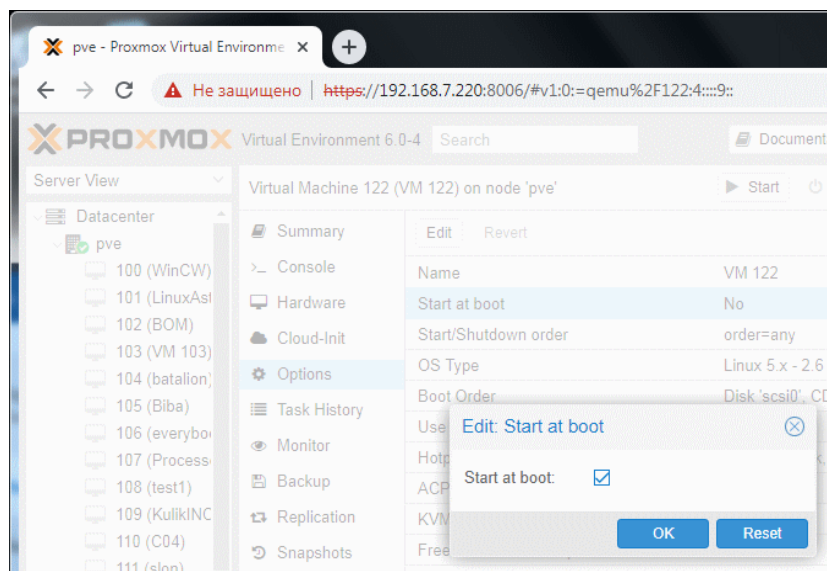 pve - Proxmox Virtual Environme
Не защищено | https://192.168.7.220:8006/#v1:0:=qemu%2F122:4::::9::
PROXMOX Virtual Environment 6.0-4 Search Document
Server View
Virtual Machine 122 (VM 122) on node 'pve' Start
Datacenter
pve
100 (WinCW)
101 (LinuxAst
102 (BOM)
103 (VM 103)
104 (batalion)
105 (Biba)
106 (everybo
107 (Process
108 (test1)
109 (KulikINC
110 (C04)
111 (slon)
Summary
>_ Console
Hardware
Cloud-Init
Options
Task History
Monitor
Backup
Replication
Snapshots
Edit Revert
Name VM 122
Start at boot No
Start/Shutdown order order=any
OS Type Linux 5.x - 2.6
Boot Order Disk 'scsi0', CD
Use
Hotp
ACP
KVM
Free
Edit: Start at boot
Start at boot:
OK Reset